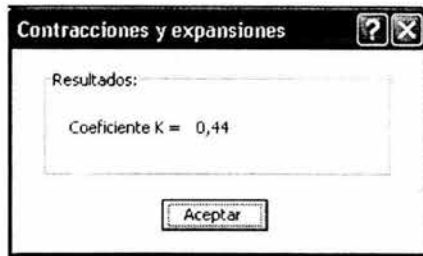 Contracciones y expansiones
Resultados:
Coeficiente K = 0,44
Aceptar